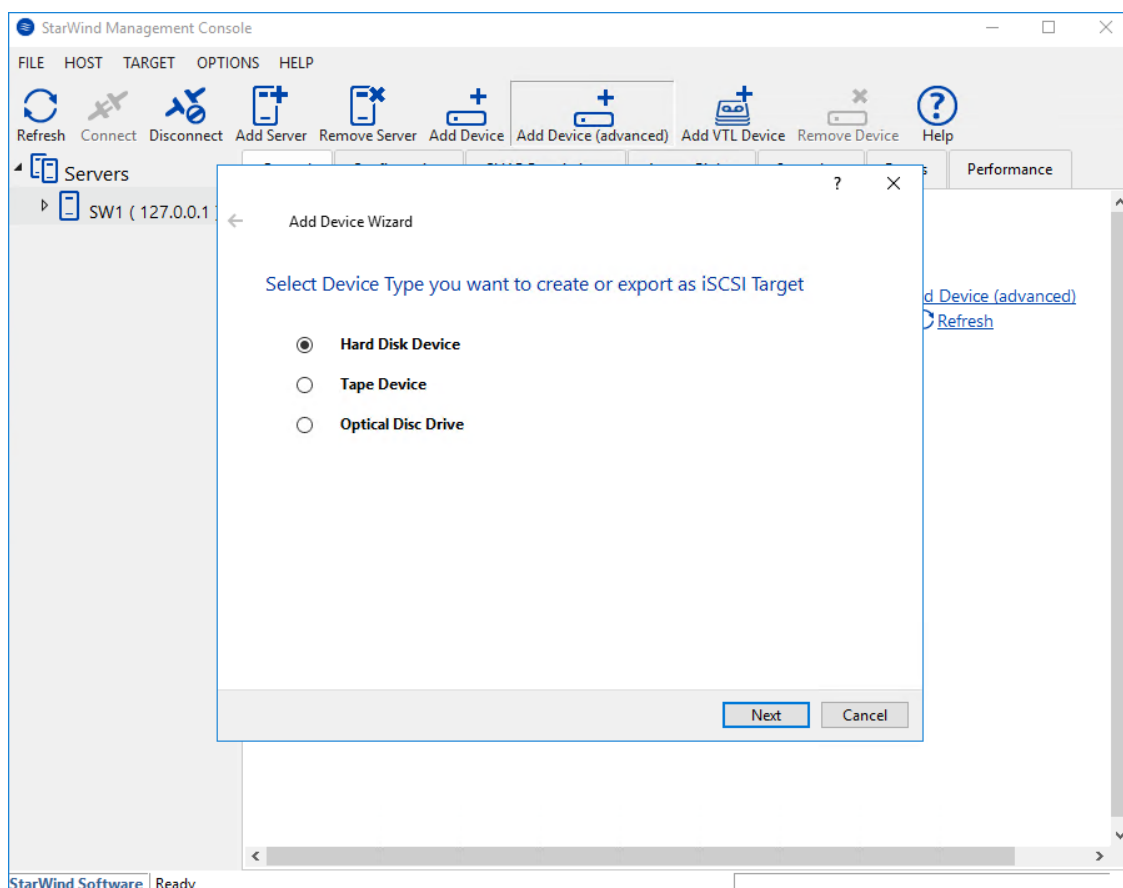 StarWind Management Console
FILE HOST TARGET OPTIONS HELP
Refresh Connect Disconnect Add Server Remove Server Add Device Add Device (advanced) Add VTL Device Remove Device Help
Servers
Performance
SW1 ( 127.0.0.1
?
Add Device Wizard
Select Device Type you want to create or export as iSCSI Target
d Device (advanced)
Refresh
Hard Disk Device
Tape Device
Optical Disc Drive
Next Cancel
StarWind Software Ready